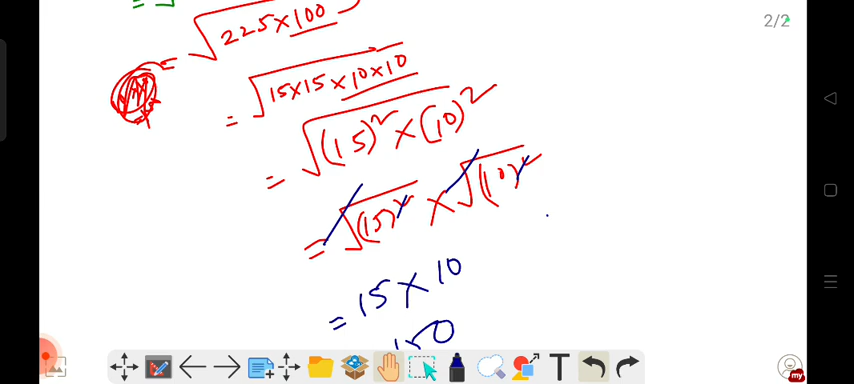 2/2
= √225×100
= √15×15×10×10
= √(15)²×(10)²
= √(15)² × √(10)²
= 15×10
150
T
my